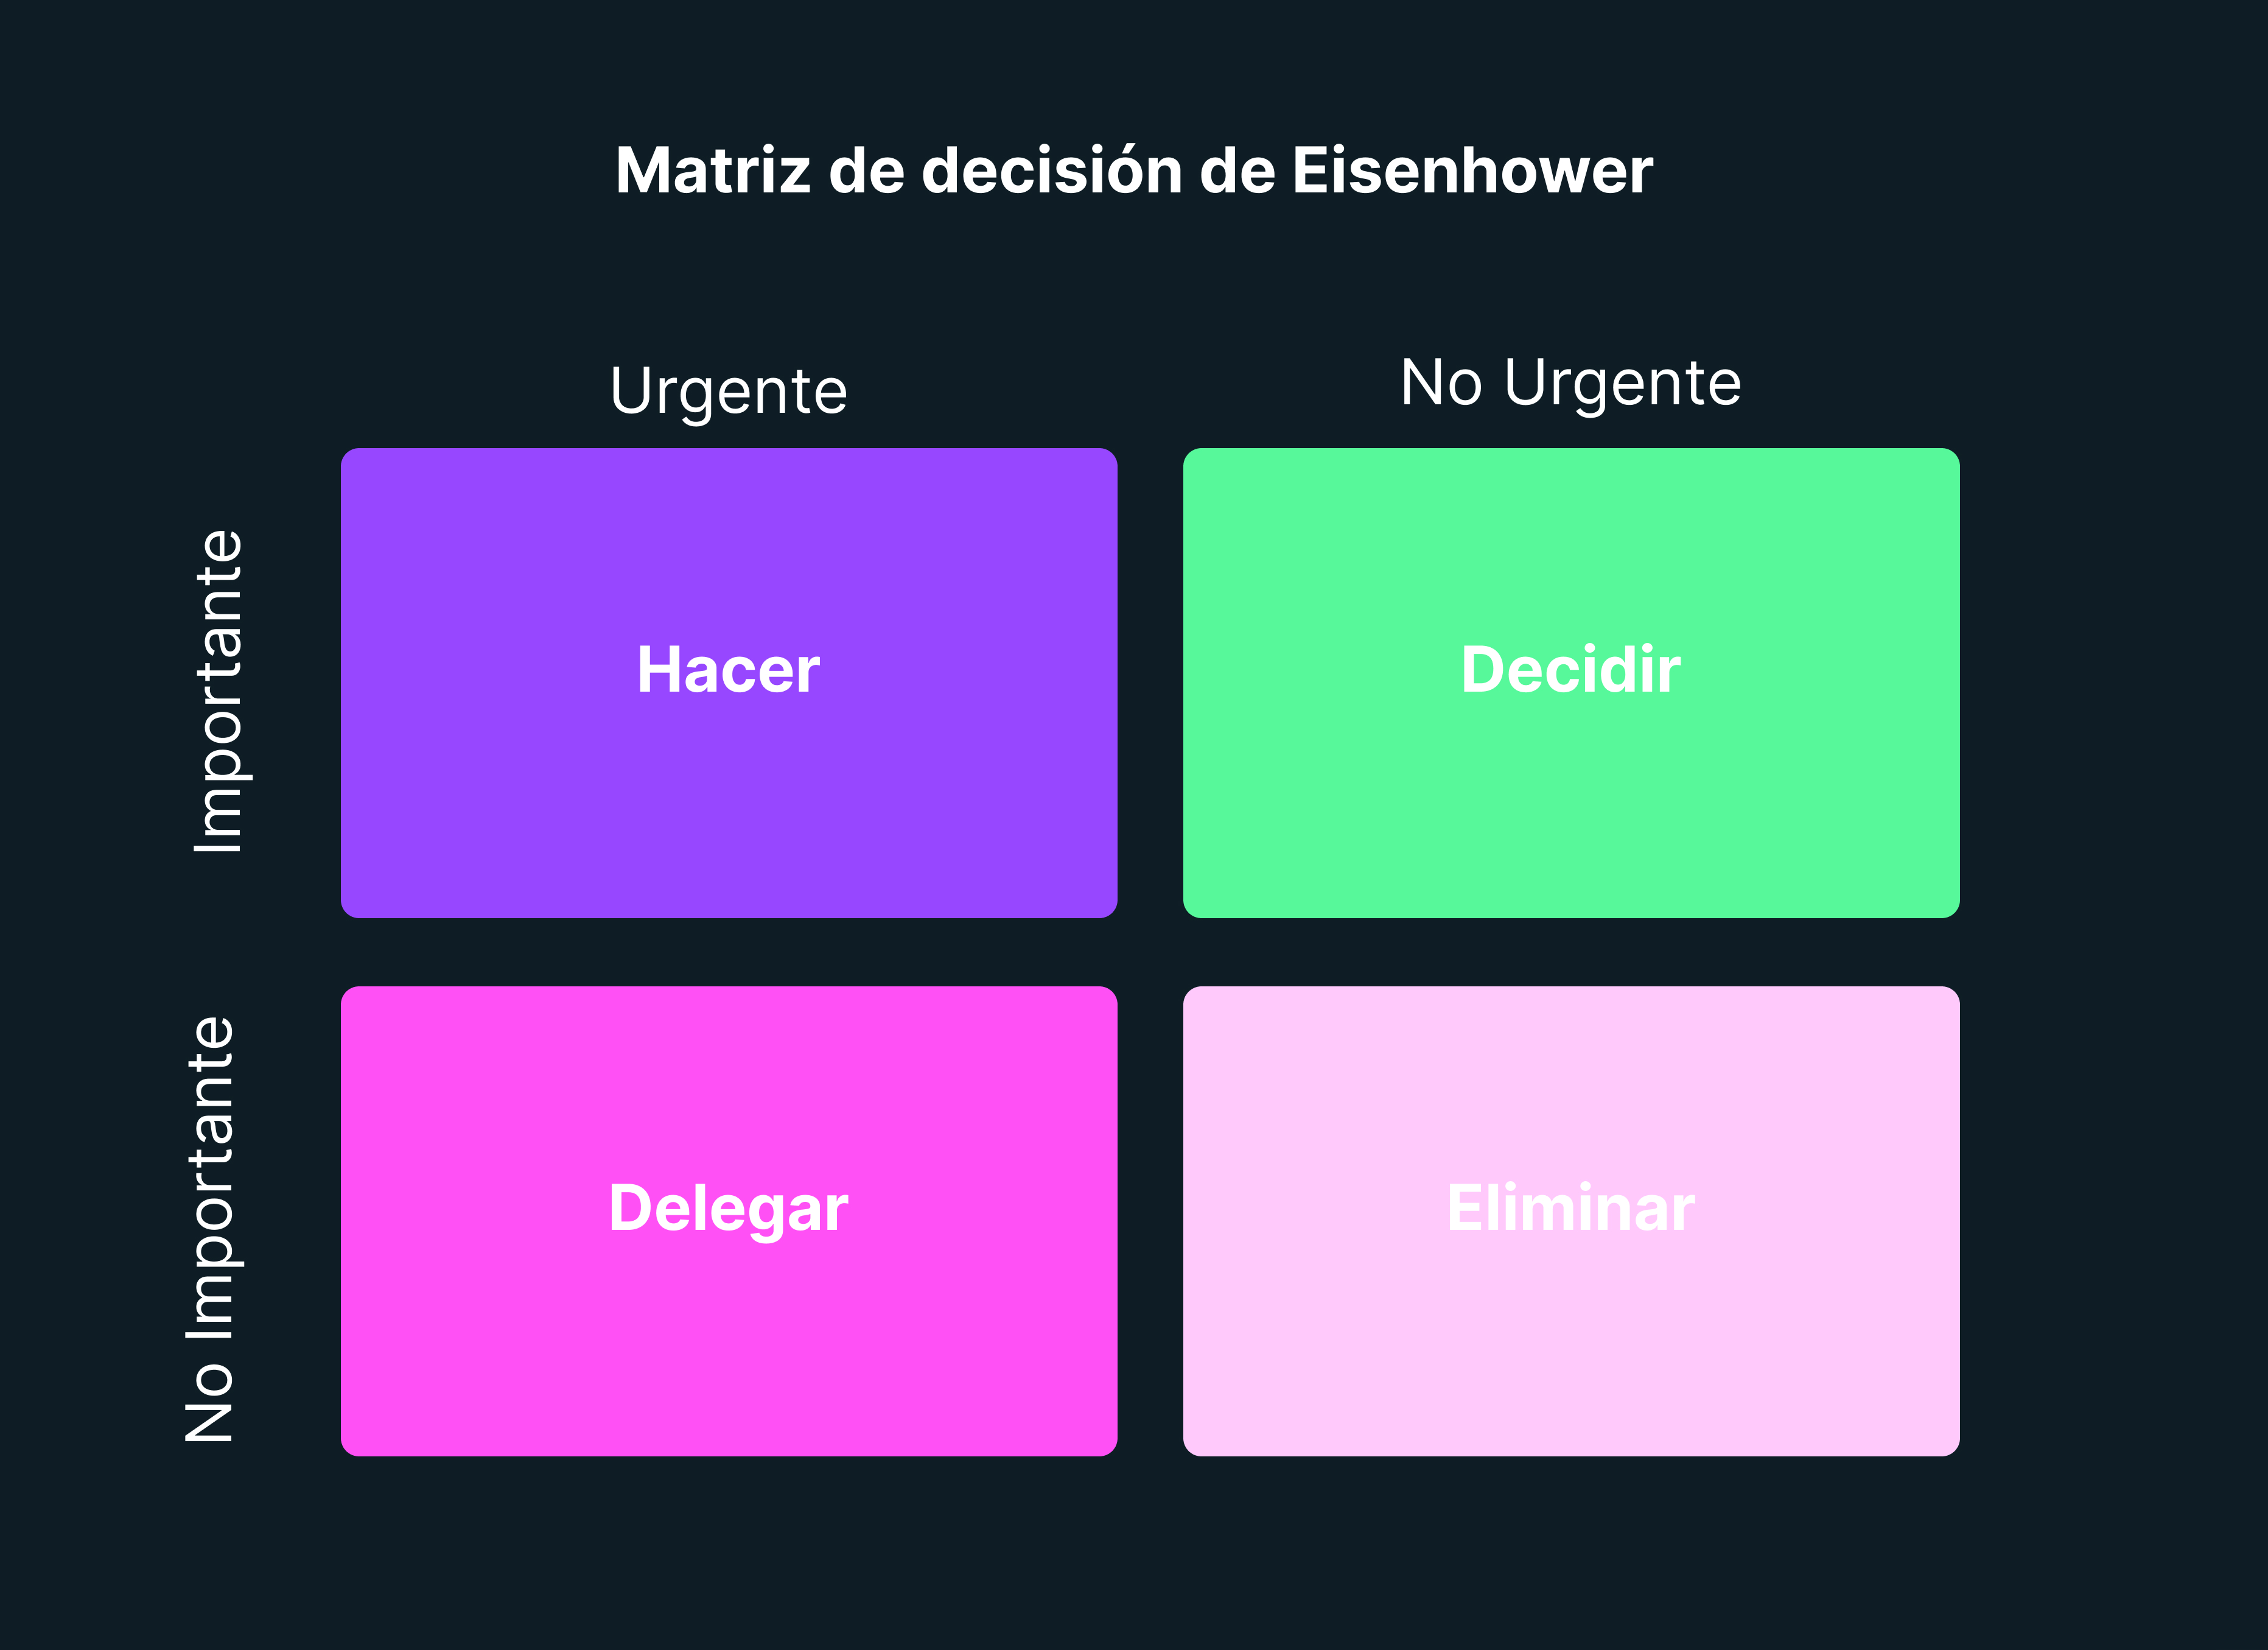 Matriz de decisión de Eisenhower
Urgente
No Urgente
Importante
Hacer
Decidir
No Importante
Delegar
Eliminar